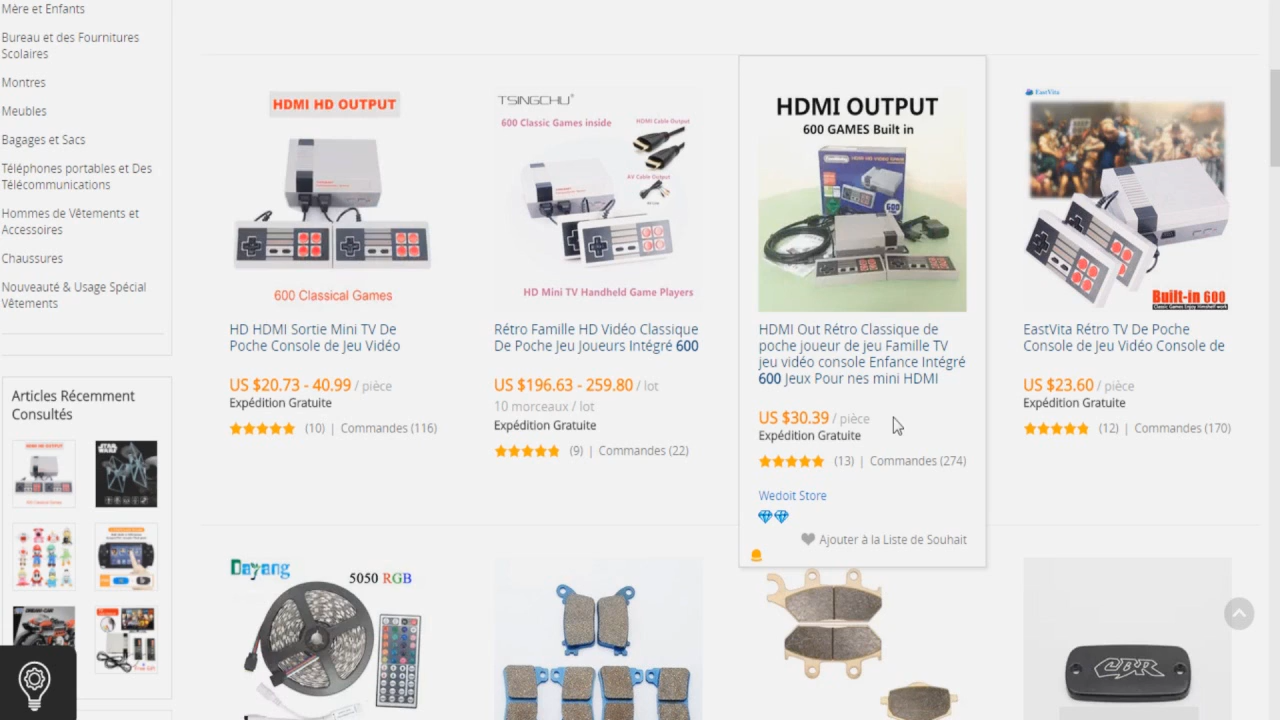 Mère et Enfants
Bureau et des Fournitures
Scolaires
Montres
Meubles
Bagages et Sacs
Téléphones portables et Des
Télécommunications
Hommes de Vêtements et
Accessoires
Chaussures
Nouveauté & Usage Spécial
Vêtements
Articles Récemment
Consultés
HDMI HD OUTPUT
600 Classical Games
HD HDMI Sortie Mini TV De
Poche Console de Jeu Vidéo
US $20.73 - 40.99 / pièce
Expédition Gratuite
(10) | Commandes (116)
TSINGCHU
600 Classic Games inside
HDMI Cable Output
AV Cable Output
HD Mini TV Handheld Game Players
Rétro Famille HD Vidéo Classique
De Poche Jeu Joueurs Intégré 600
US $196.63 - 259.80 / lot
10 morceaux / lot
Expédition Gratuite
(9) | Commandes (22)
HDMI OUTPUT
600 GAMES Built in
600
HDMI Out Rétro Classique de
poche joueur de jeu Famille TV
jeu vidéo console Enfance Intégré
600 Jeux Pour nes mini HDMI
US $30.39 / pièce
Expédition Gratuite
(13) | Commandes (274)
Wedoit Store
Ajouter à la Liste de Souhait
EastVita
Built-in 600
EastVita Rétro TV De Poche
Console de Jeu Vidéo Console de
US $23.60 / pièce
Expédition Gratuite
(12) | Commandes (170)
Dayang
5050 RGB
CBR